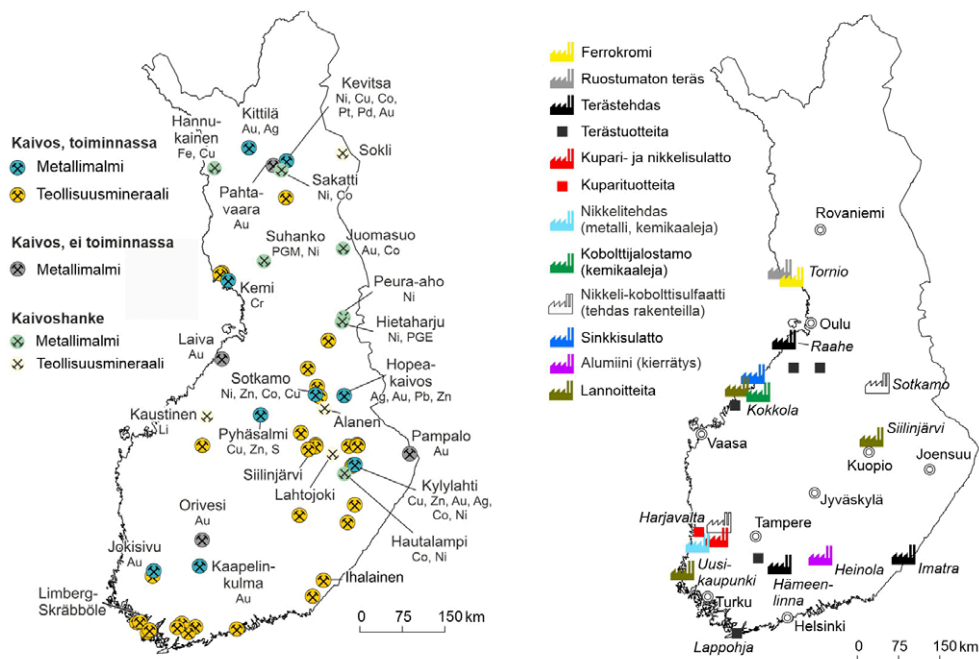 Kaivos, toiminnassa
Metallimalmi
Teollisuusmineraali
Kaivos, ei toiminnassa
Metallimalmi
Kaivoshanke
Metallimalmi
Teollisuusmineraali
Kevitsa
Ni, Cu, Co,
Pt, Pd, Au
Kittilä
Au, Ag
Hannu-
kainen
Fe, Cu
Sokli
Sakatti
Ni, Co
Pahta-
vaara
Au
Suhanko
PGM, Ni
Juomasuo
Au, Co
Kemi
Cr
Peura-aho
Ni
Hietaharju
Ni, PGE
Laiva
Au
Sotkamo
Ni, Zn, Co, Cu
Hopea-
kaivos
Ag, Au, Pb, Zn
Kaustinen
Li
Alanen
Pyhäsalmi
Cu, Zn, S
Pampalo
Au
Siilinjärvi
Lahtojoki
Kylylahti
Cu, Zn, Au, Ag,
Co, Ni
Orivesi
Au
Hautalampi
Co, Ni
Jokisivu
Au
Kaapelin-
kulma
Au
Ihalainen
Limberg-
Skräbböle
0 75 150 km
Ferrokromi
Ruostumaton teräs
Terästehdas
Terästuotteita
Kupari- ja nikkelisulatto
Kuparituotteita
Nikkelitehdas
(metalli, kemikaaleja)
Kobolttijalostamo
(kemikaaleja)
Nikkeli-kobolttisulfaatti
(tehdas rakenteilla)
Sinkkisulatto
Alumiini (kierrätys)
Lannoitteita
Rovaniemi
Tornio
Oulu
Raahe
Sotkamo
Kokkola
Siilinjärvi
Vaasa
Kuopio
Joensuu
Jyväskylä
Harjavalta
Tampere
Uusi-
kaupunki
Hämeen-
linna
Heinola
Imatra
Turku
Helsinki
Lappohja
0 75 150 km